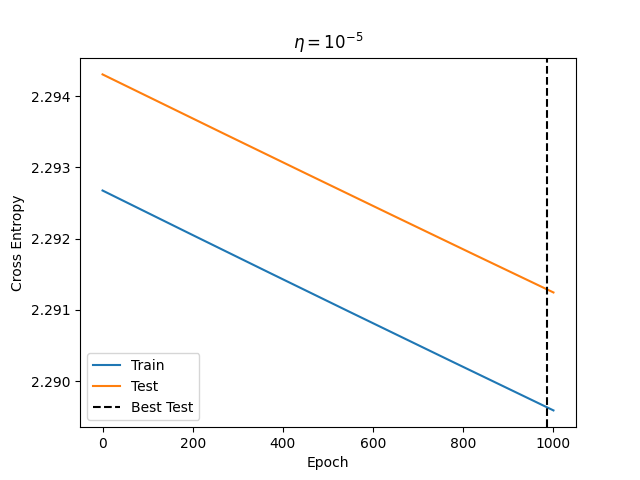 η = 10⁻⁵
Cross Entropy
2.294
2.293
2.292
2.291
2.290
Train
Test
Best Test
0 200 400 600 800 1000
Epoch